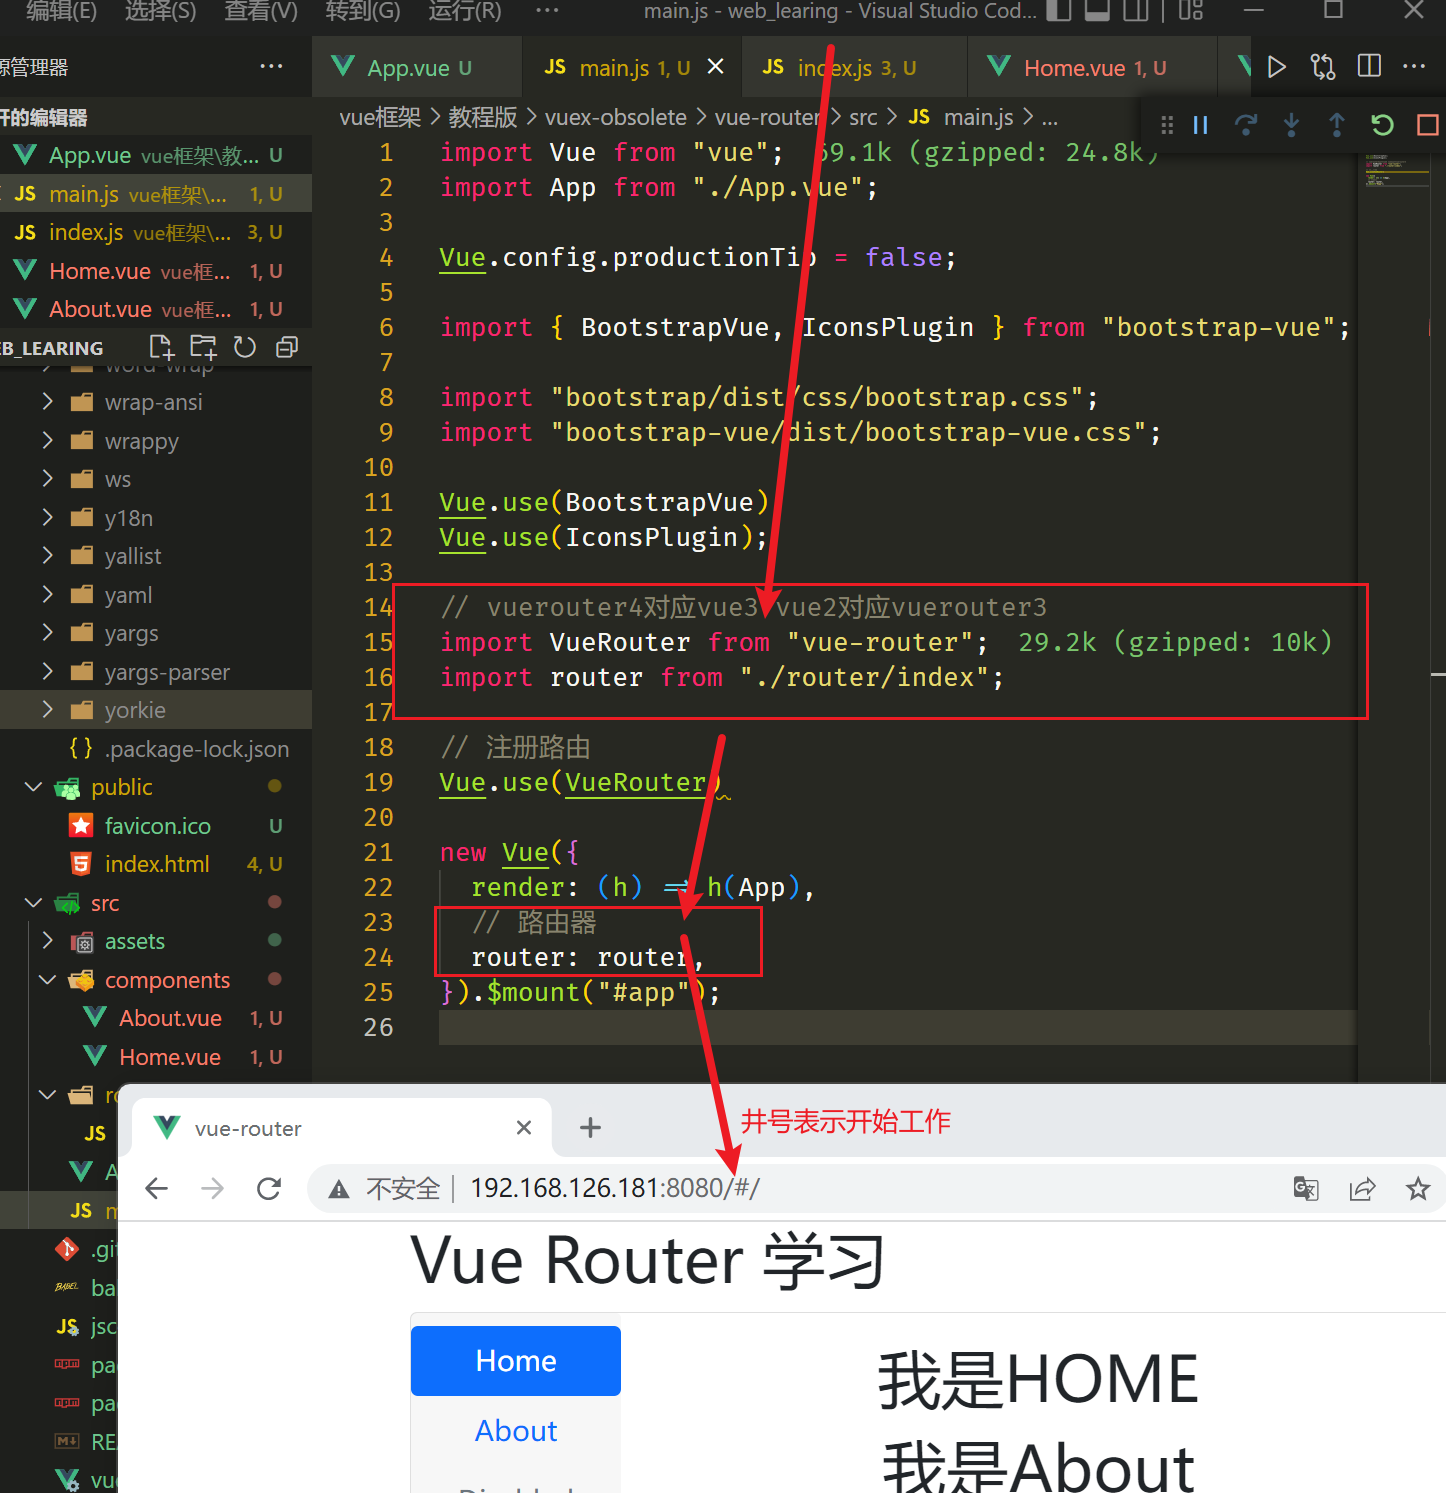 编辑(E) 选择(S) 查看(V) 转到(G) 运行(R) ··· main.js - web_learing - Visual Studio Cod...
源管理器 ···
App.vue U
JS main.js 1, U
JS index.js 3, U
Home.vue 1, U
开的编辑器
App.vue vue框架\教... U
JS main.js vue框架\... 1, U
JS index.js vue框架\... 3, U
Home.vue vue框... 1, U
About.vue vue框... 1, U
EB_LEARING
word-wrap
wrap-ansi
wrappy
ws
y18n
yallist
yaml
yargs
yargs-parser
yorkie
{} .package-lock.json
public
favicon.ico U
index.html 4, U
src
assets
components
About.vue 1, U
Home.vue 1, U
JS
JS
.gi
BABEL ba
JS jsc
pa
pa
RE
vu
vue框架 > 教程版 > vuex-obsolete > vue-router > src > JS main.js > ...
1 import Vue from "vue"; 69.1k (gzipped: 24.8k)
2 import App from "./App.vue";
3
4 Vue.config.productionTip = false;
5
6 import { BootstrapVue, IconsPlugin } from "bootstrap-vue";
7
8 import "bootstrap/dist/css/bootstrap.css";
9 import "bootstrap-vue/dist/bootstrap-vue.css";
10
11 Vue.use(BootstrapVue)
12 Vue.use(IconsPlugin);
13
14 // vuerouter4对应vue3 vue2对应vuerouter3
15 import VueRouter from "vue-router"; 29.2k (gzipped: 10k)
16 import router from "./router/index";
17
18 // 注册路由
19 Vue.use(VueRouter)
20
21 new Vue({
22 render: (h) => h(App),
23 // 路由器
24 router: router,
25 }).$mount("#app");
26
vue-router
井号表示开始工作
不安全 | 192.168.126.181:8080/#/
Vue Router 学习
Home
About
我是HOME
我是About